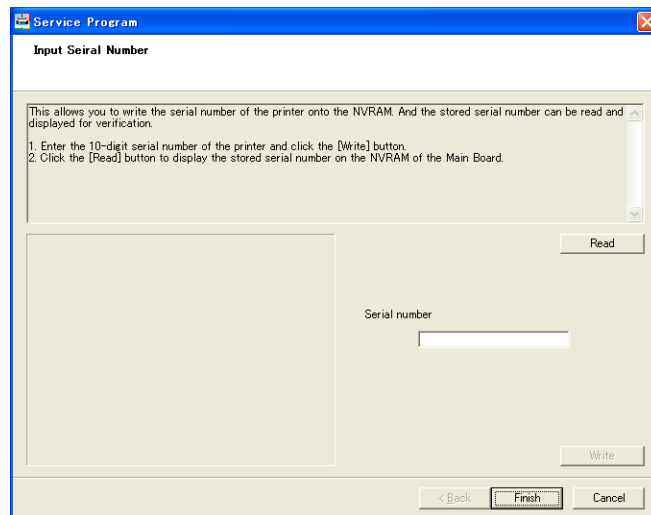 Service Program
Input Seiral Number
This allows you to write the serial number of the printer onto the NVRAM. And the stored serial number can be read and
displayed for verification.
1. Enter the 10-digit serial number of the printer and click the [Write] button.
2. Click the [Read] button to display the stored serial number on the NVRAM of the Main Board.
Read
Serial number
Write
< Back
Finish
Cancel